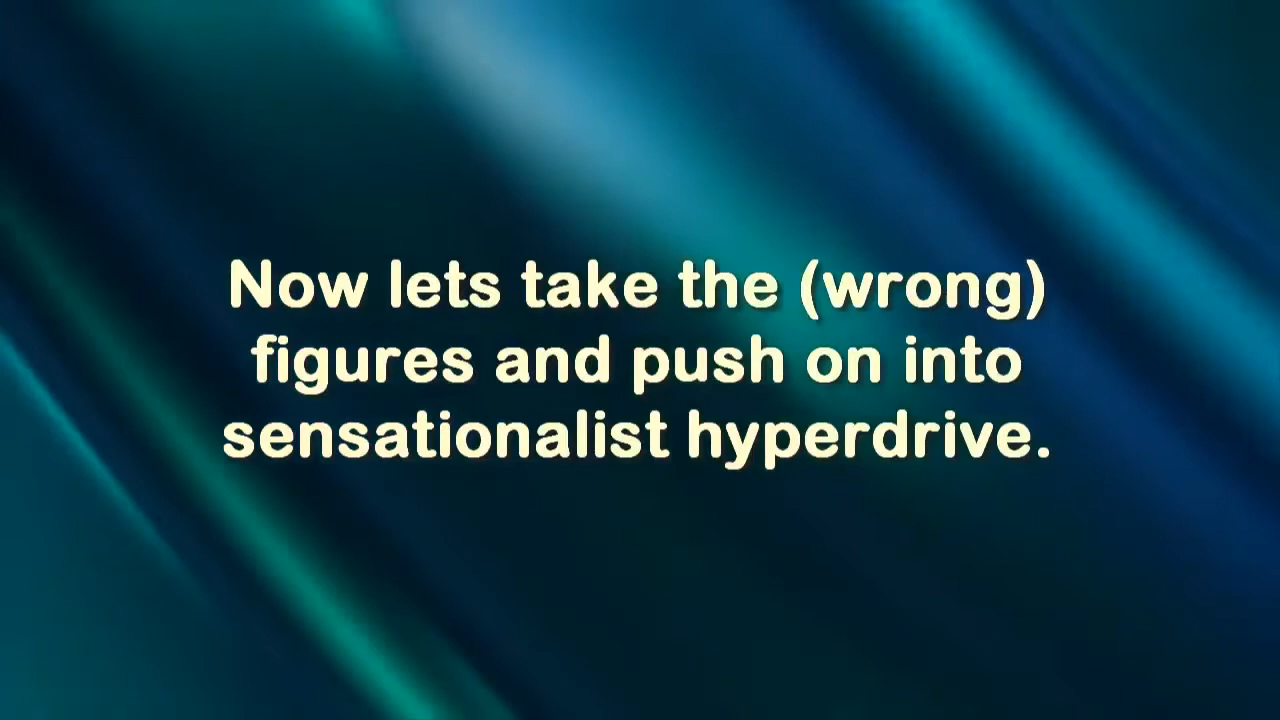 Now lets take the (wrong)
figures and push on into
sensationalist hyperdrive.